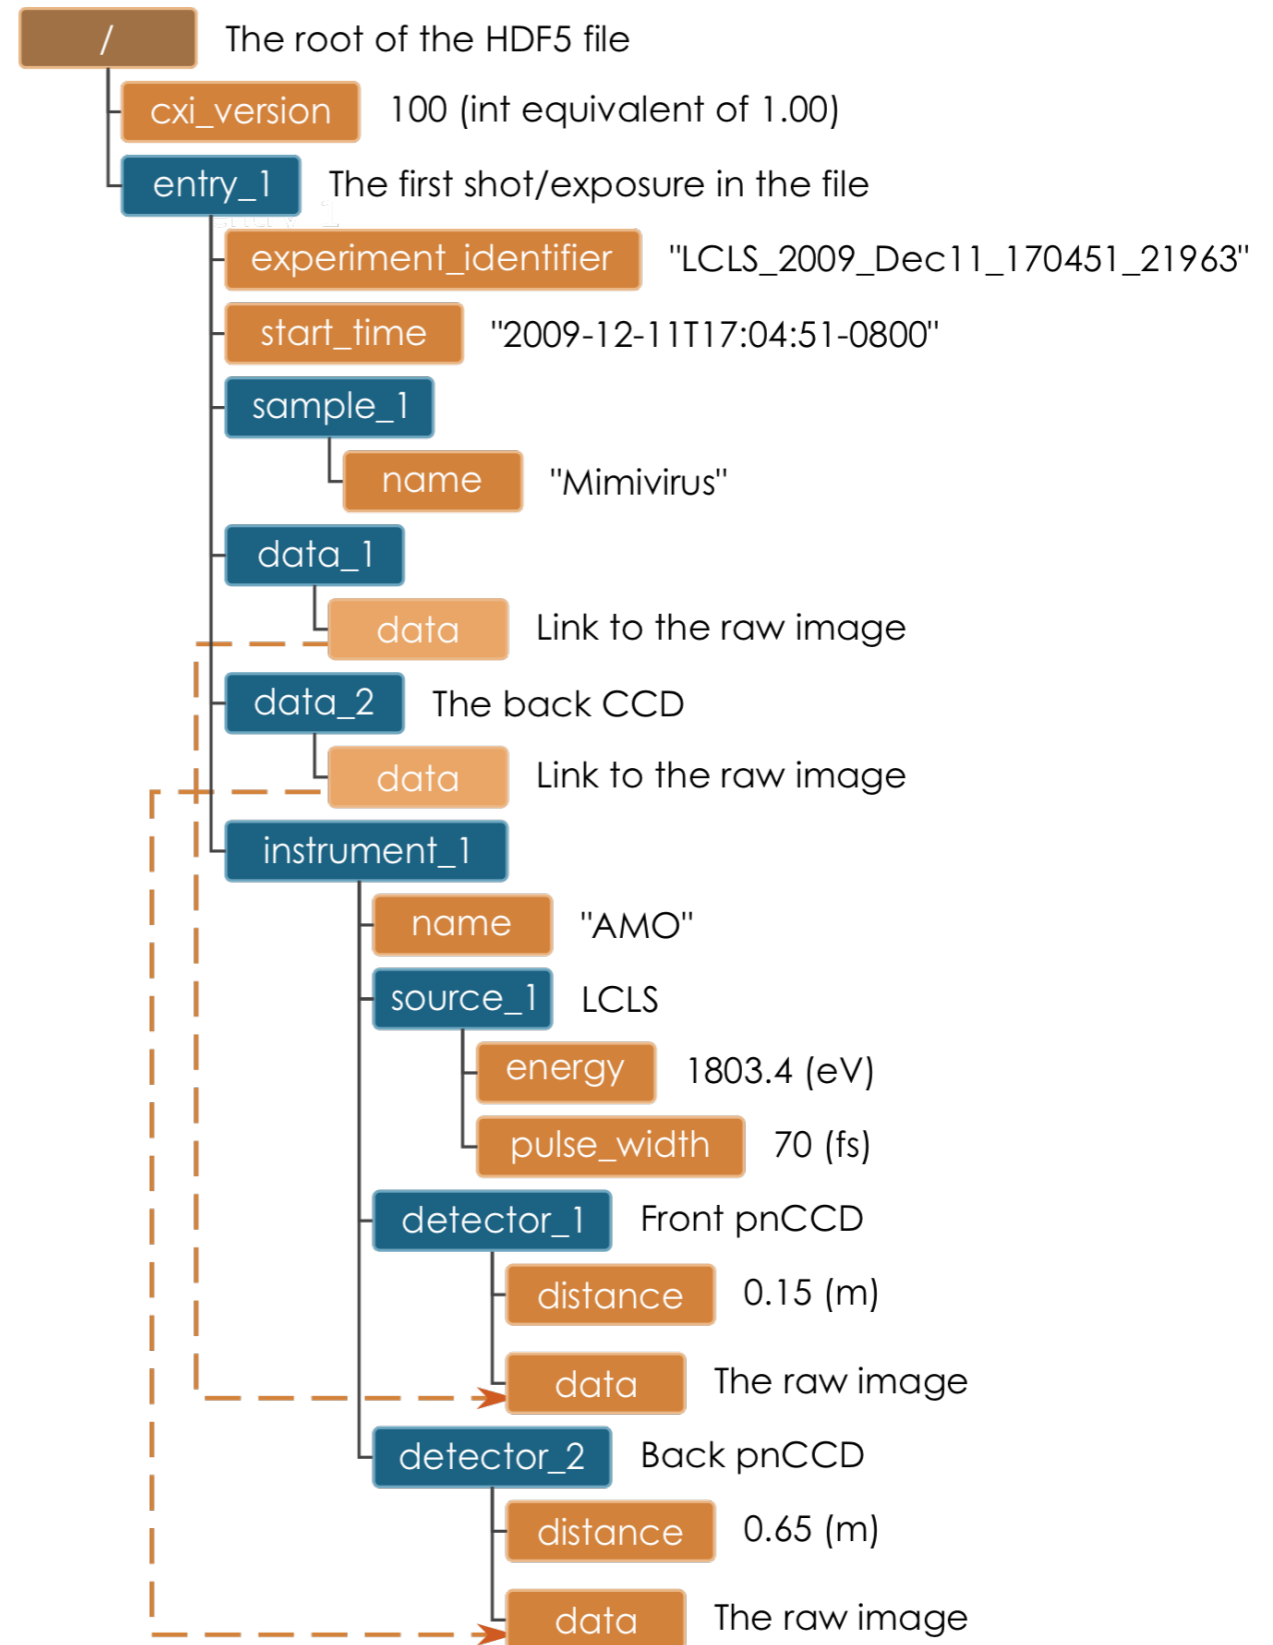 / The root of the HDF5 file
cxi_version 100 (int equivalent of 1.00)
entry_1 The first shot/exposure in the file
experiment_identifier "LCLS_2009_Dec11_170451_21963"
start_time "2009-12-11T17:04:51-0800"
sample_1
name "Mimivirus"
data_1
data Link to the raw image
data_2 The back CCD
data Link to the raw image
instrument_1
name "AMO"
source_1 LCLS
energy 1803.4 (eV)
pulse_width 70 (fs)
detector_1 Front pnCCD
distance 0.15 (m)
data The raw image
detector_2 Back pnCCD
distance 0.65 (m)
data The raw image